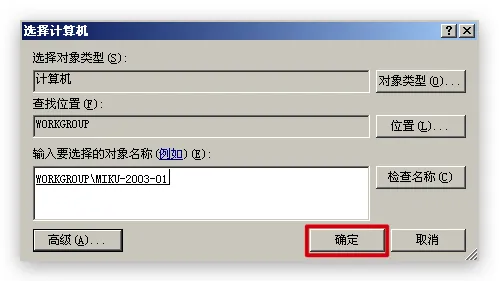 选择计算机
选择对象类型(S):
计算机
对象类型(O)...
查找位置(F):
WORKGROUP
位置(L)...
输入要选择的对象名称(例如)(E):
WORKGROUP\MIKU-2003-01
检查名称(C)
高级(A)...
确定
取消